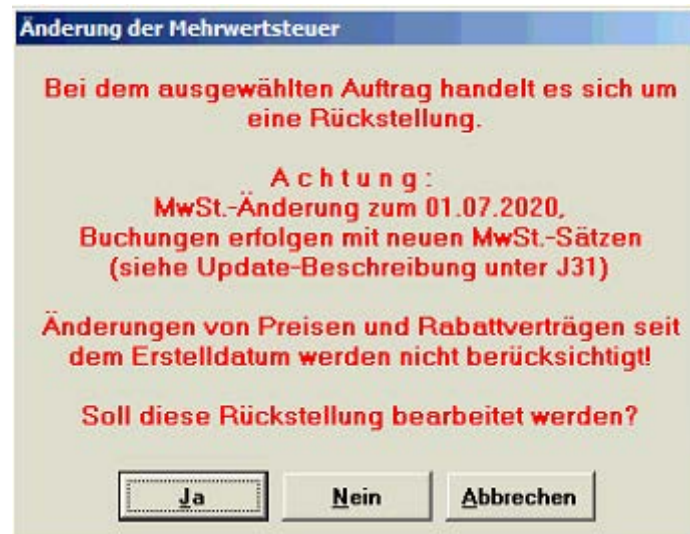 Änderung der Mehrwertsteuer
Bei dem ausgewählten Auftrag handelt es sich um
eine Rückstellung.
A c h t u n g :
MwSt.-Änderung zum 01.07.2020,
Buchungen erfolgen mit neuen MwSt.-Sätzen
(siehe Update-Beschreibung unter J31)
Änderungen von Preisen und Rabattverträgen seit
dem Erstelldatum werden nicht berücksichtigt!
Soll diese Rückstellung bearbeitet werden?
Ja Nein Abbrechen